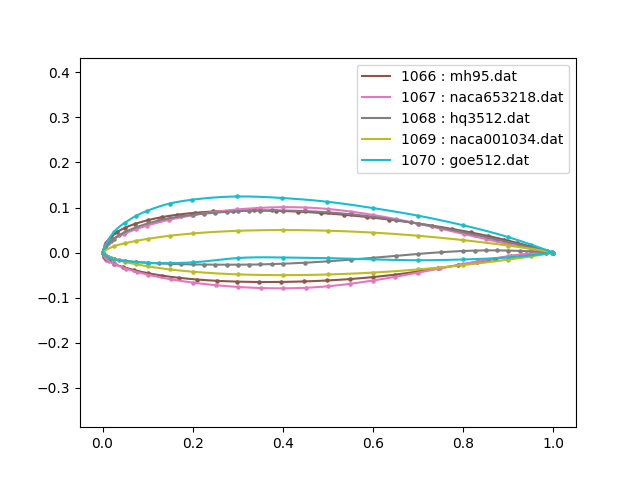 0.4
0.3
0.2
0.1
0.0
−0.1
−0.2
−0.3
0.0 0.2 0.4 0.6 0.8 1.0
1066 : mh95.dat
1067 : naca653218.dat
1068 : hq3512.dat
1069 : naca001034.dat
1070 : goe512.dat